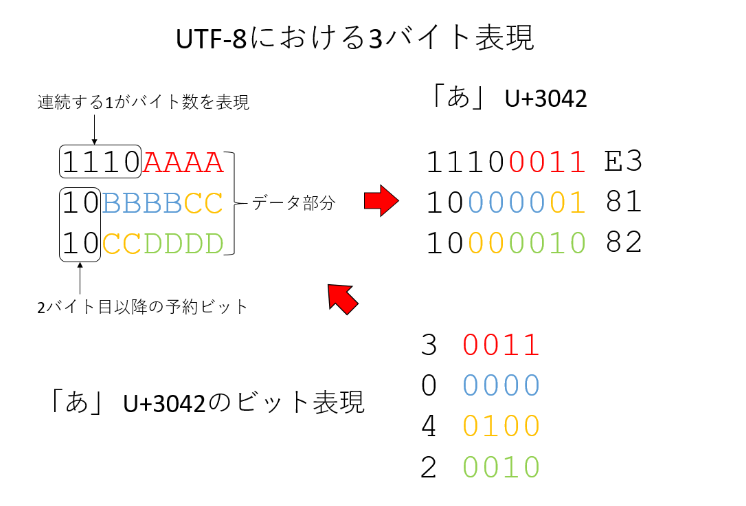 UTF-8における3バイト表現
連続する1がバイト数を表現
1110AAAA
10BBBBCC
10CCDDDD
データ部分
2バイト目以降の予約ビット
「あ」 U+3042
11100011 E3
10000001 81
10000010 82
「あ」 U+3042のビット表現
3 0011
0 0000
4 0100
2 0010